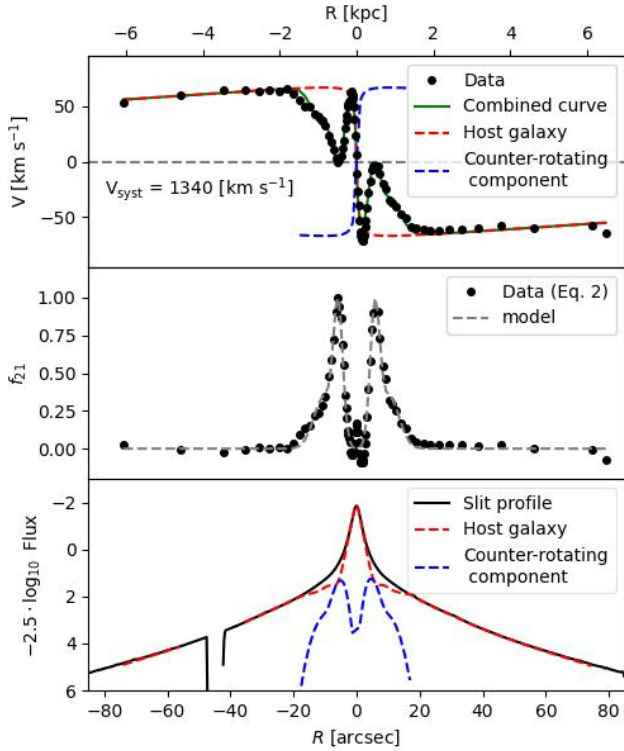 R [kpc]
−6 −4 −2 0 2 4 6
V [km s⁻¹]
50
0
−50
Data
Combined curve
Host galaxy
Counter-rotating
component
V_syst = 1340 [km s⁻¹]
f₂₁
1.00
0.75
0.50
0.25
0.00
Data (Eq. 2)
model
−2.5 · log₁₀ Flux
−2
0
2
4
6
Slit profile
Host galaxy
Counter-rotating
component
−80 −60 −40 −20 0 20 40 60 80
R [arcsec]